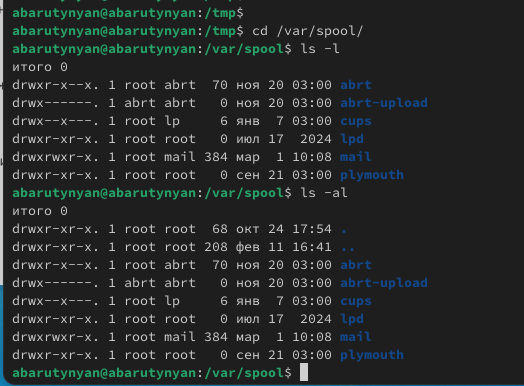 abarutynyan@abarutynyan:/tmp$
abarutynyan@abarutynyan:/tmp$ cd /var/spool/
abarutynyan@abarutynyan:/var/spool$ ls -l
итого 0
drwxr-x--x. 1 root abrt  70 ноя 20 03:00 abrt
drwx------. 1 abrt abrt   0 ноя 20 03:00 abrt-upload
drwx--x---. 1 root lp     6 янв  7 03:00 cups
drwxr-xr-x. 1 root root   0 июл 17  2024 lpd
drwxrwxr-x. 1 root mail 384 мар  1 10:08 mail
drwxr-xr-x. 1 root root   0 сен 21 03:00 plymouth
abarutynyan@abarutynyan:/var/spool$ ls -al
итого 0
drwxr-xr-x. 1 root root  68 окт 24 17:54 .
drwxr-xr-x. 1 root root 208 фев 11 16:41 ..
drwxr-x--x. 1 root abrt  70 ноя 20 03:00 abrt
drwx------. 1 abrt abrt   0 ноя 20 03:00 abrt-upload
drwx--x---. 1 root lp     6 янв  7 03:00 cups
drwxr-xr-x. 1 root root   0 июл 17  2024 lpd
drwxrwxr-x. 1 root mail 384 мар  1 10:08 mail
drwxr-xr-x. 1 root root   0 сен 21 03:00 plymouth
abarutynyan@abarutynyan:/var/spool$